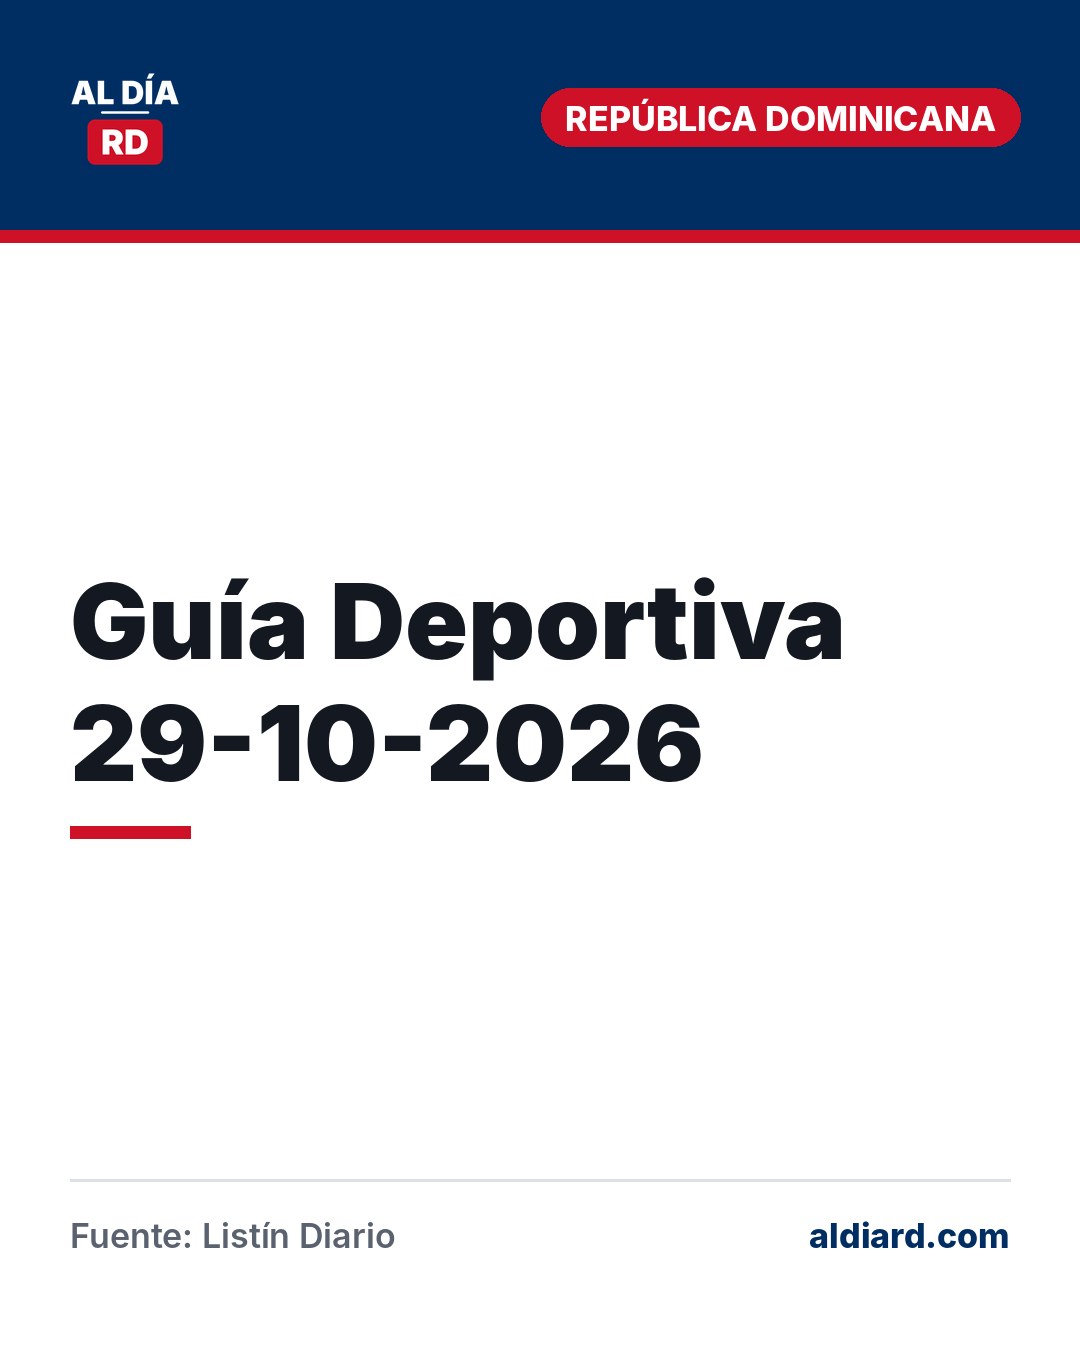 AL DÍA
RD
REPÚBLICA DOMINICANA
Guía Deportiva
29-10-2026
Fuente: Listín Diario
aldiard.com